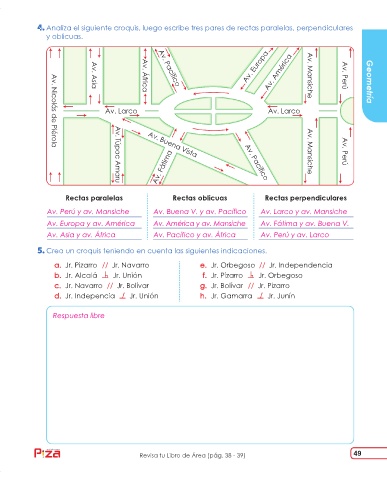 4. Analiza el siguiente croquis, luego escribe tres pares de rectas paralelas, perpendiculares
y oblicuas.
Av. Nicolás de Piérola
Av. Asia
Av. África
Av. Pacífico
Av. Europa
Av. América
Av. Mansiche
Av. Perú
Geometría
Av. Larco
Av. Larco
Av. Túpac Amaru
Av. Buena Vista
Av. Fátima
Av. Pacífico
Av. Mansiche
Av. Perú
Rectas paralelas Rectas oblicuas Rectas perpendiculares
Av. Perú y av. Mansiche Av. Buena V. y av. Pacífico Av. Larco y av. Mansiche
Av. Europa y av. América Av. América y av. Mansiche Av. Fátima y av. Buena V.
Av. Asia y av. África Av. Pacífico y av. África Av. Perú y av. Larco
5. Crea un croquis teniendo en cuenta las siguientes indicaciones.
a. Jr. Pizarro // Jr. Navarro e. Jr. Orbegoso // Jr. Independencia
b. Jr. Alcalá Jr. Unión f. Jr. Pizarro Jr. Orbegoso
c. Jr. Navarro // Jr. Bolívar g. Jr. Bolívar // Jr. Pizarro
d. Jr. Indepencia Jr. Unión h. Jr. Gamarra Jr. Junín
Respuesta libre
Revisa tu Libro de Área (pág. 38 - 39)
49